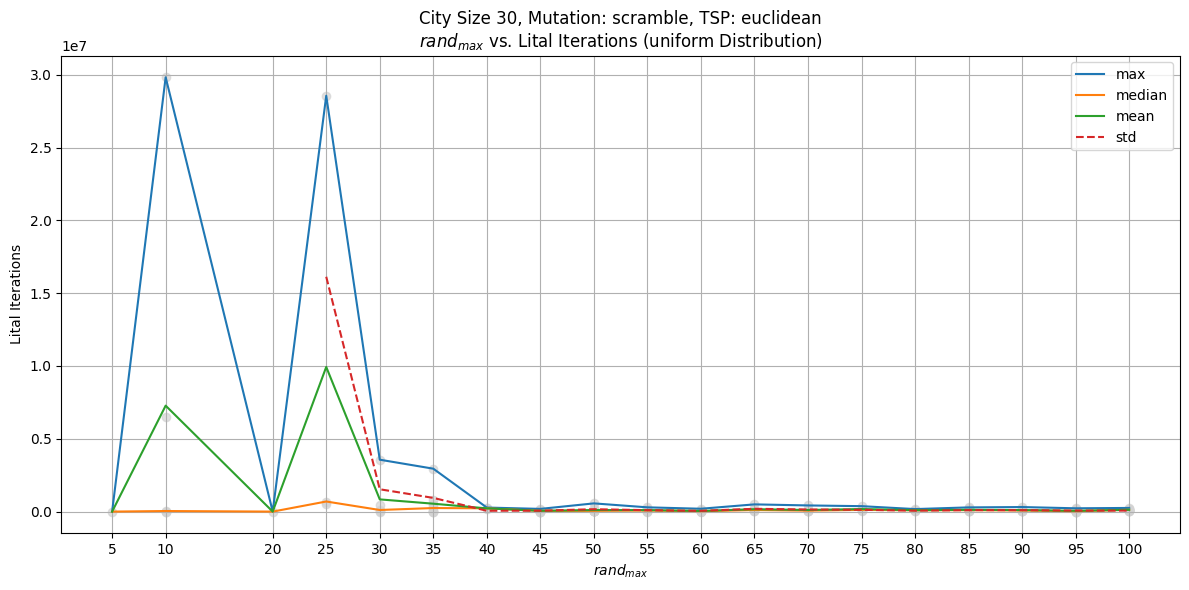 City Size 30, Mutation: scramble, TSP: euclidean
rand_max vs. Lital Iterations (uniform Distribution)
1e7
3.0
2.5
2.0
1.5
1.0
0.5
0.0
Lital Iterations
max
median
mean
std
5 10 20 25 30 35 40 45 50 55 60 65 70 75 80 85 90 95 100
rand_max